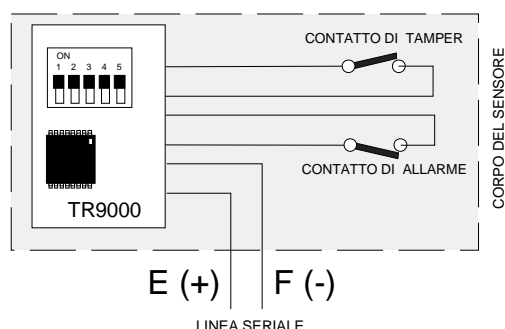 ON
1 2 3 4 5
CONTATTO DI TAMPER
CONTATTO DI ALLARME
TR9000
CORPO DEL SENSORE
E (+) F (-)
LINEA SERIALE